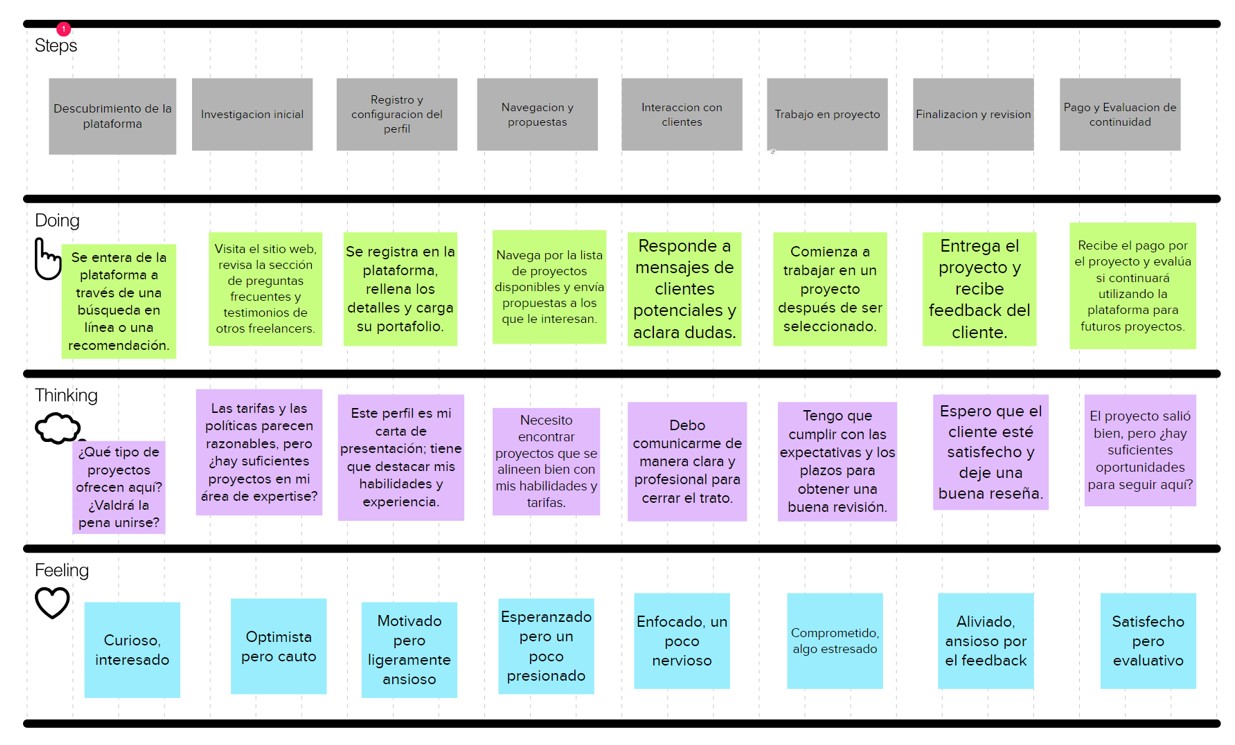 1
Steps
Descubrimiento de la
plataforma
Investigacion inicial
Registro y
configuracion del
perfil
Navegacion y
propuestas
Interaccion con
clientes
Trabajo en proyecto
Finalizacion y revision
Pago y Evaluacion de
continuidad
Doing
Se entera de la
plataforma a
través de una
búsqueda en
línea o una
recomendación.
Visita el sitio web,
revisa la sección
de preguntas
frecuentes y
testimonios de
otros freelancers.
Se registra en la
plataforma,
rellena los
detalles y carga
su portafolio.
Navega por la lista
de proyectos
disponibles y envía
propuestas a los
que le interesan.
Responde a
mensajes de
clientes
potenciales y
aclara dudas.
Comienza a
trabajar en un
proyecto
después de ser
seleccionado.
Entrega el
proyecto y
recibe
feedback del
cliente.
Recibe el pago por
el proyecto y evalúa
si continuará
utilizando la
plataforma para
futuros proyectos.
Thinking
¿Qué tipo de
proyectos
ofrecen aquí?
¿Valdrá la
pena unirse?
Las tarifas y las
políticas parecen
razonables, pero
¿hay suficientes
proyectos en mi
área de expertise?
Este perfil es mi
carta de
presentación; tiene
que destacar mis
habilidades y
experiencia.
Necesito
encontrar
proyectos que se
alineen bien con
mis habilidades y
tarifas.
Debo
comunicarme de
manera clara y
profesional para
cerrar el trato.
Tengo que
cumplir con las
expectativas y los
plazos para
obtener una
buena revisión.
Espero que el
cliente esté
satisfecho y
deje una
buena reseña.
El proyecto salió
bien, pero ¿hay
suficientes
oportunidades
para seguir aquí?
Feeling
Curioso,
interesado
Optimista
pero cauto
Motivado
pero
ligeramente
ansioso
Esperanzado
pero un
poco
presionado
Enfocado, un
poco
nervioso
Comprometido,
algo estresado
Aliviado,
ansioso por
el feedback
Satisfecho
pero
evaluativo